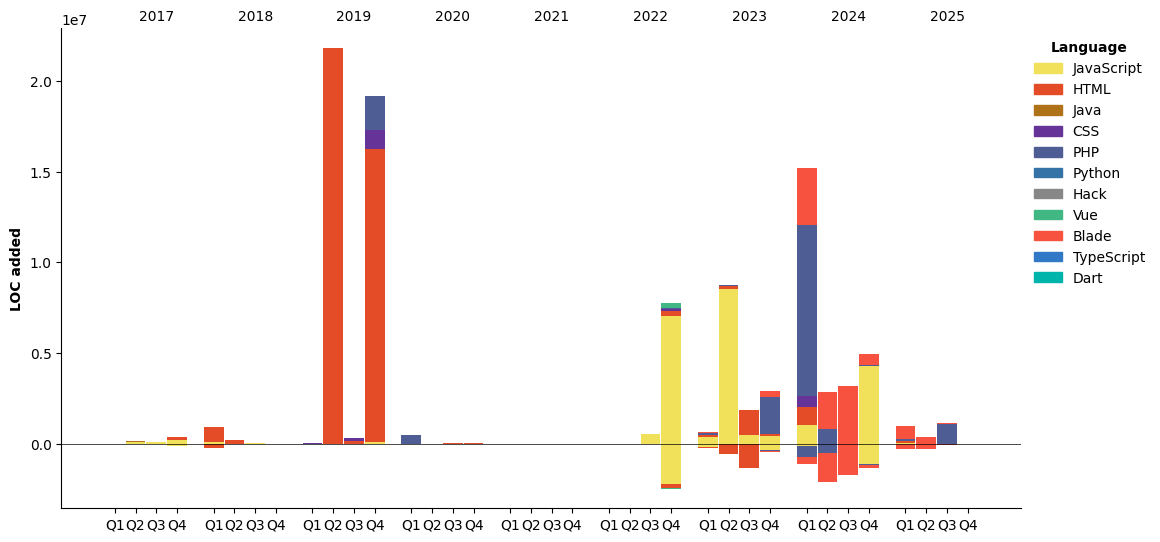 2017 2018 2019 2020 2021 2022 2023 2024 2025
1e7
2.0
1.5
1.0
0.5
0.0
LOC added
Q1 Q2 Q3 Q4 Q1 Q2 Q3 Q4 Q1 Q2 Q3 Q4 Q1 Q2 Q3 Q4 Q1 Q2 Q3 Q4 Q1 Q2 Q3 Q4 Q1 Q2 Q3 Q4 Q1 Q2 Q3 Q4 Q1 Q2 Q3 Q4
Language
JavaScript
HTML
Java
CSS
PHP
Python
Hack
Vue
Blade
TypeScript
Dart